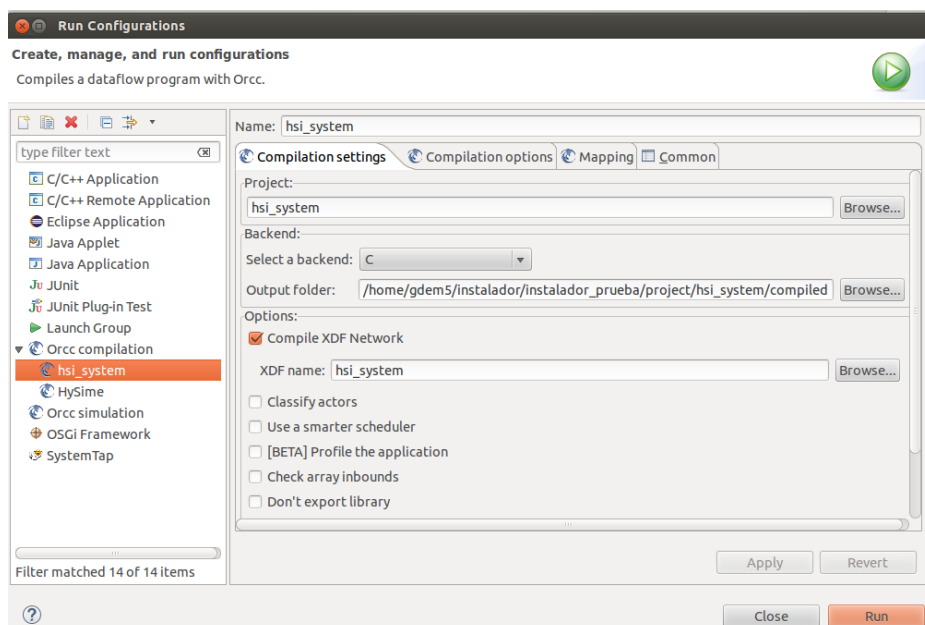 Run Configurations
Create, manage, and run configurations
Compiles a dataflow program with Orcc.
type filter text
C/C++ Application
C/C++ Remote Application
Eclipse Application
Java Applet
Java Application
JUnit
JUnit Plug-in Test
Launch Group
Orcc compilation
hsi_system
HySime
Orcc simulation
OSGi Framework
SystemTap
Filter matched 14 of 14 items
Name: hsi_system
Compilation settings Compilation options Mapping Common
Project:
hsi_system Browse...
Backend:
Select a backend: C
Output folder: /home/gdem5/instalador/instalador_prueba/project/hsi_system/compiled Browse...
Options:
Compile XDF Network
XDF name: hsi_system Browse...
Classify actors
Use a smarter scheduler
[BETA] Profile the application
Check array inbounds
Don't export library
Apply Revert
Close Run